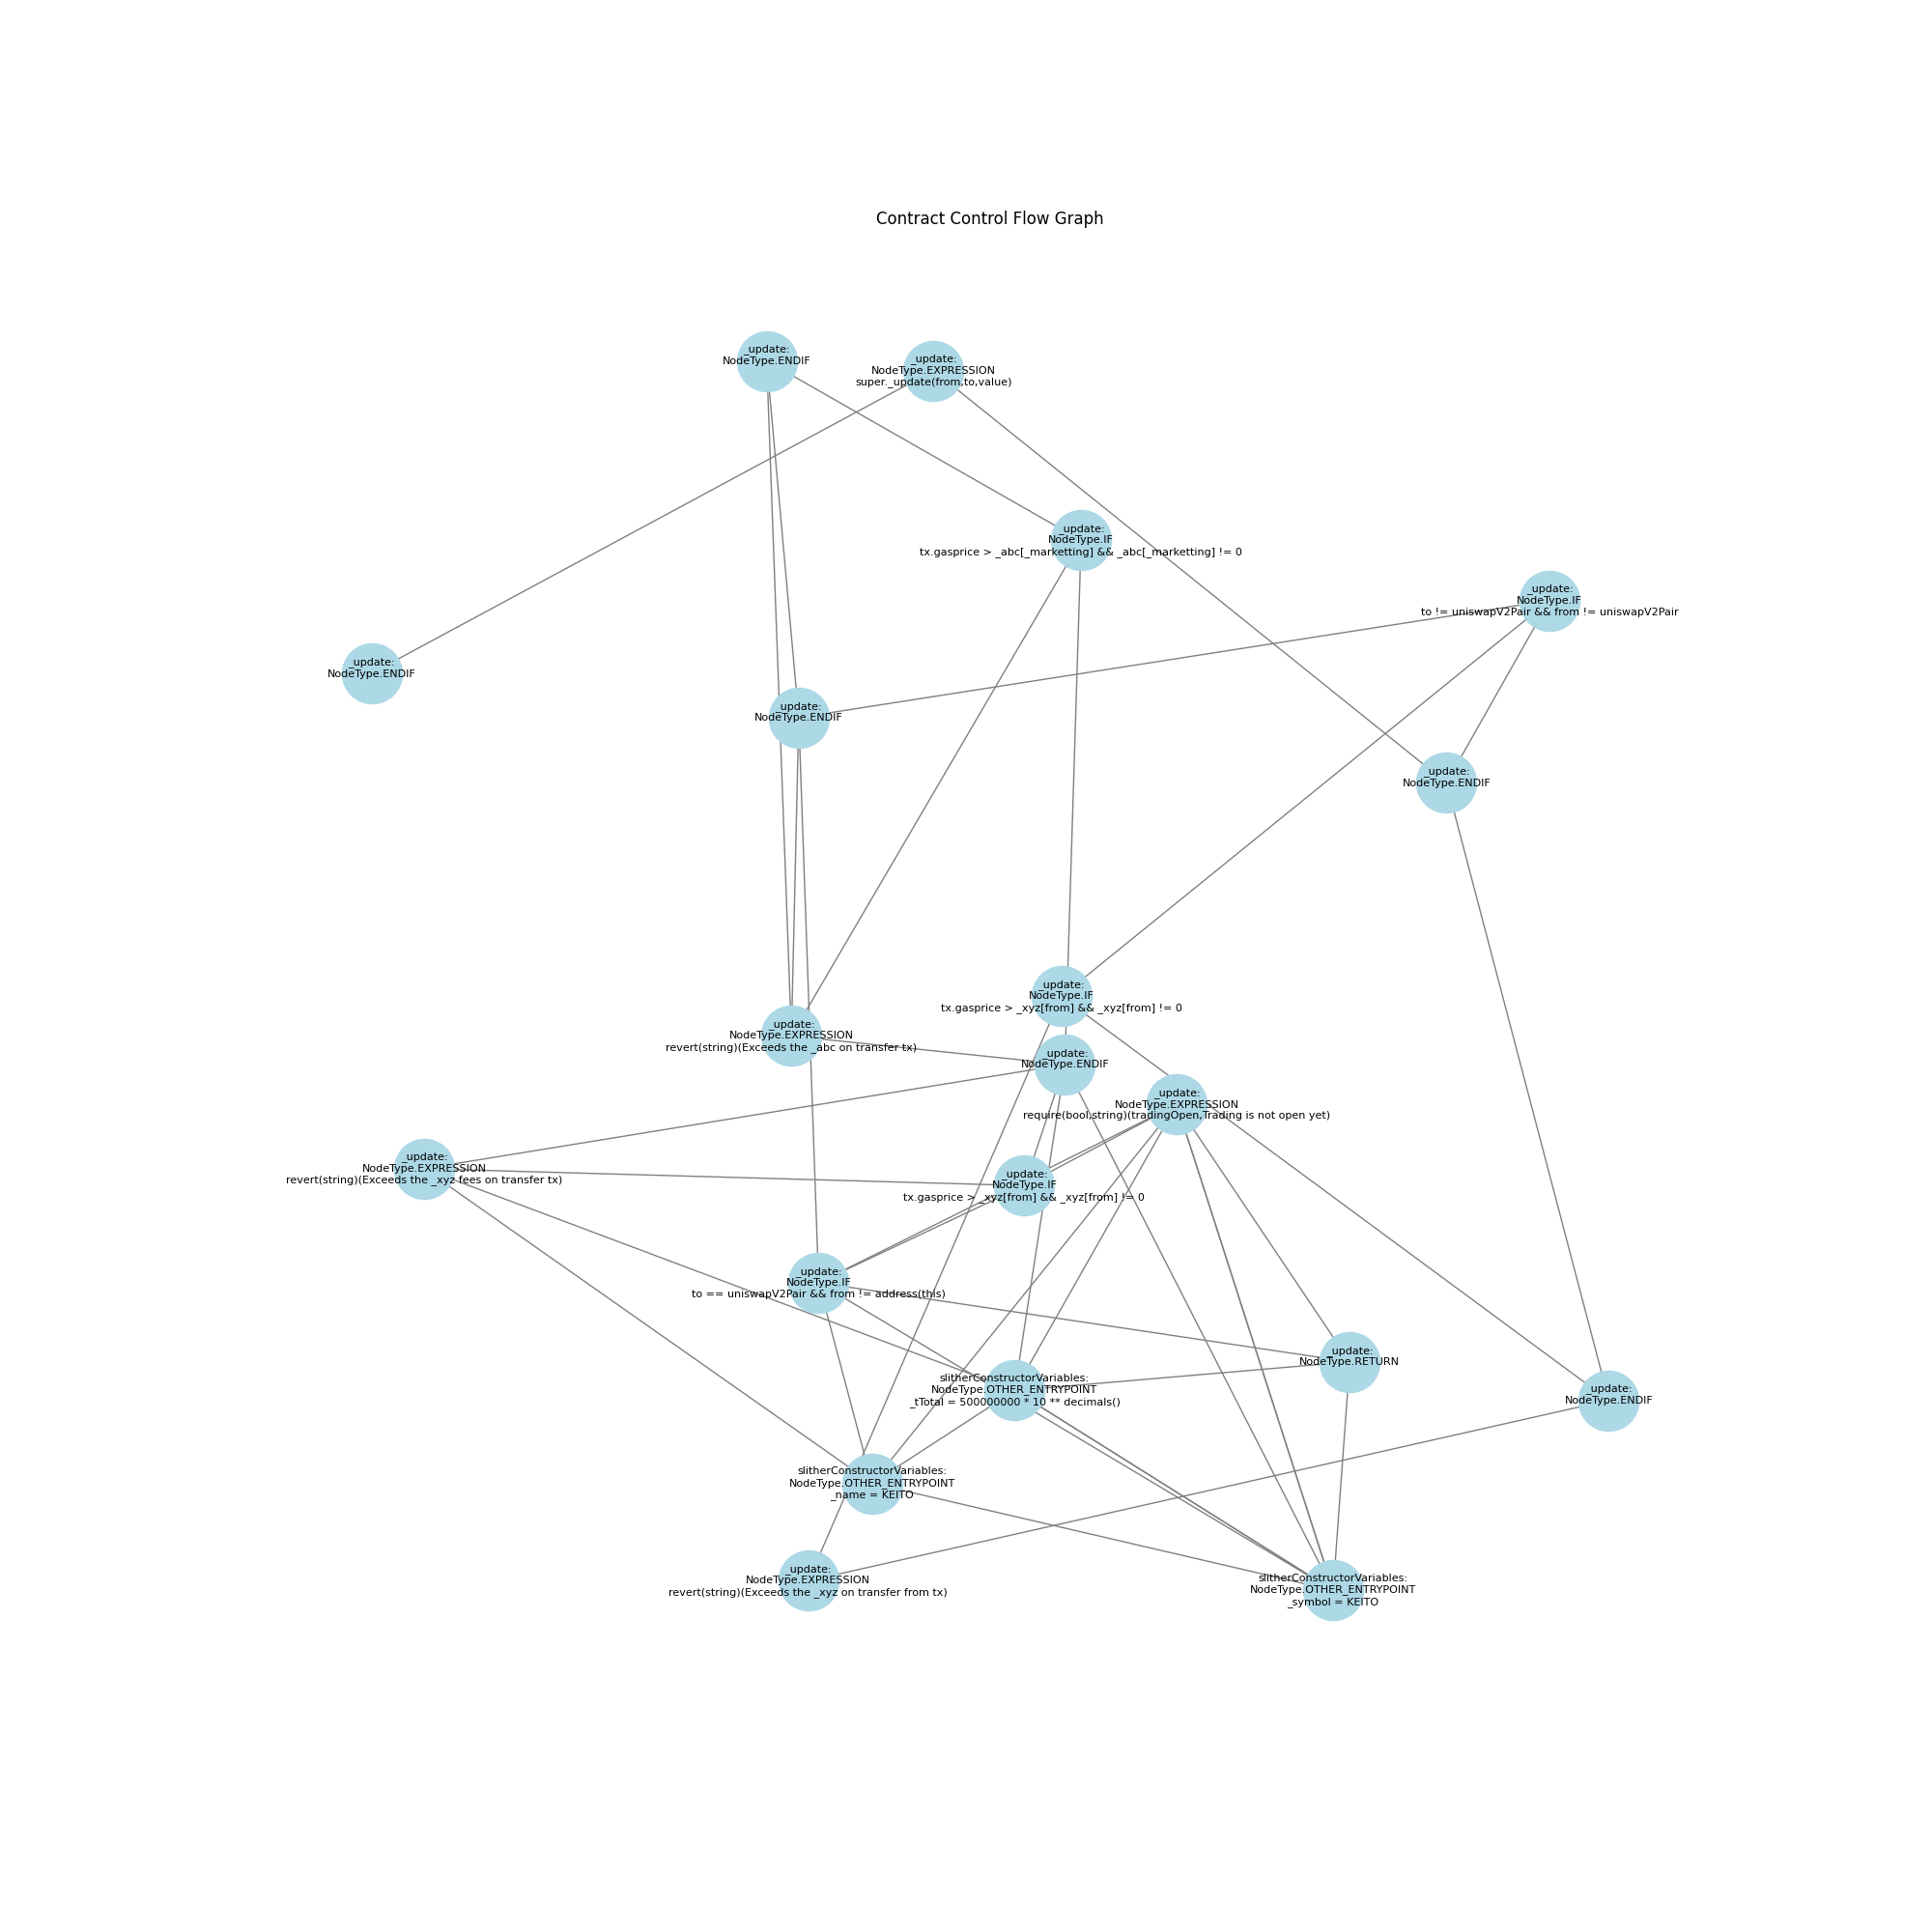 Contract Control Flow Graph
_update:
NodeType.ENDIF
_update:
NodeType.EXPRESSION
super._update(from,to,value)
_update:
NodeType.IF
tx.gasprice > _abc[_marketting] && _abc[_marketting] != 0
_update:
NodeType.IF
to != uniswapV2Pair && from != uniswapV2Pair
_update:
NodeType.ENDIF
_update:
NodeType.ENDIF
_update:
NodeType.ENDIF
_update:
NodeType.IF
tx.gasprice > _xyz[from] && _xyz[from] != 0
_update:
NodeType.EXPRESSION
revert(string)(Exceeds the _abc on transfer tx)
_update:
NodeType.ENDIF
_update:
NodeType.EXPRESSION
require(bool,string)(tradingOpen,Trading is not open yet)
_update:
NodeType.EXPRESSION
revert(string)(Exceeds the _xyz fees on transfer tx)
_update:
NodeType.IF
tx.gasprice > _xyz[from] && _xyz[from] != 0
_update:
NodeType.IF
to == uniswapV2Pair && from != address(this)
_update:
NodeType.RETURN
slitherConstructorVariables:
NodeType.OTHER_ENTRYPOINT
_tTotal = 500000000 * 10 ** decimals()
_update:
NodeType.ENDIF
slitherConstructorVariables:
NodeType.OTHER_ENTRYPOINT
_name = KEITO
_update:
NodeType.EXPRESSION
revert(string)(Exceeds the _xyz on transfer from tx)
slitherConstructorVariables:
NodeType.OTHER_ENTRYPOINT
_symbol = KEITO